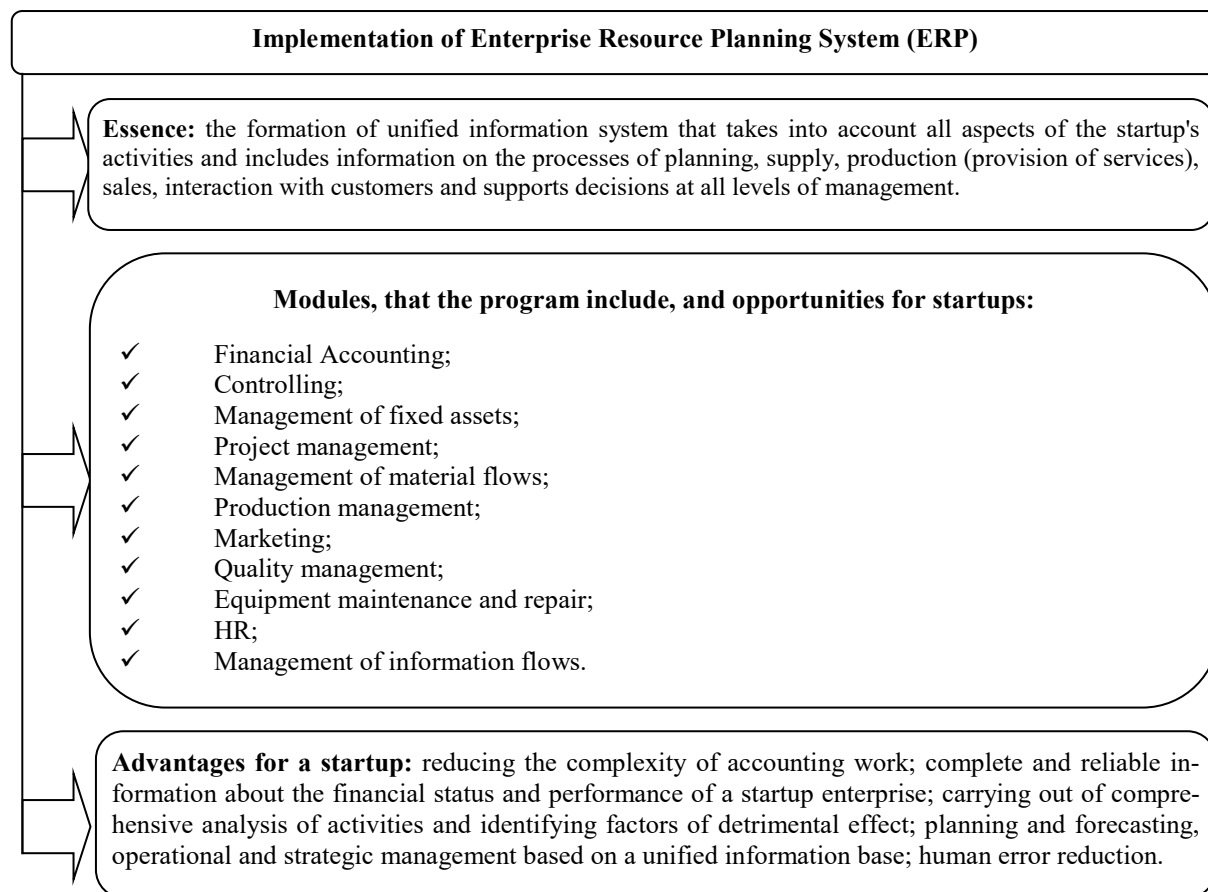 Implementation of Enterprise Resource Planning System (ERP)
Essence: the formation of unified information system that takes into account all aspects of the startup's
activities and includes information on the processes of planning, supply, production (provision of services),
sales, interaction with customers and supports decisions at all levels of management.
Modules, that the program include, and opportunities for startups:
✓ Financial Accounting;
✓ Controlling;
✓ Management of fixed assets;
✓ Project management;
✓ Management of material flows;
✓ Production management;
✓ Marketing;
✓ Quality management;
✓ Equipment maintenance and repair;
✓ HR;
✓ Management of information flows.
Advantages for a startup: reducing the complexity of accounting work; complete and reliable in-
formation about the financial status and performance of a startup enterprise; carrying out of compre-
hensive analysis of activities and identifying factors of detrimental effect; planning and forecasting,
operational and strategic management based on a unified information base; human error reduction.